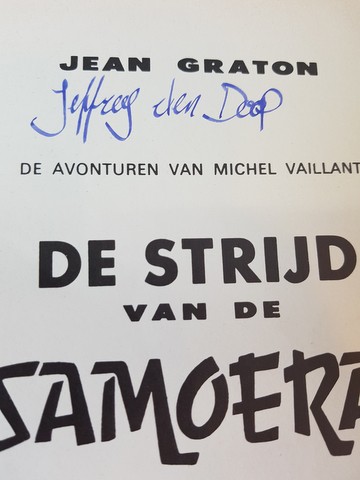 JEAN GRATON
Jeffrey den Doop
DE AVONTUREN VAN MICHEL VAILLANT
DE STRIJD
VAN DE
SAMOERA